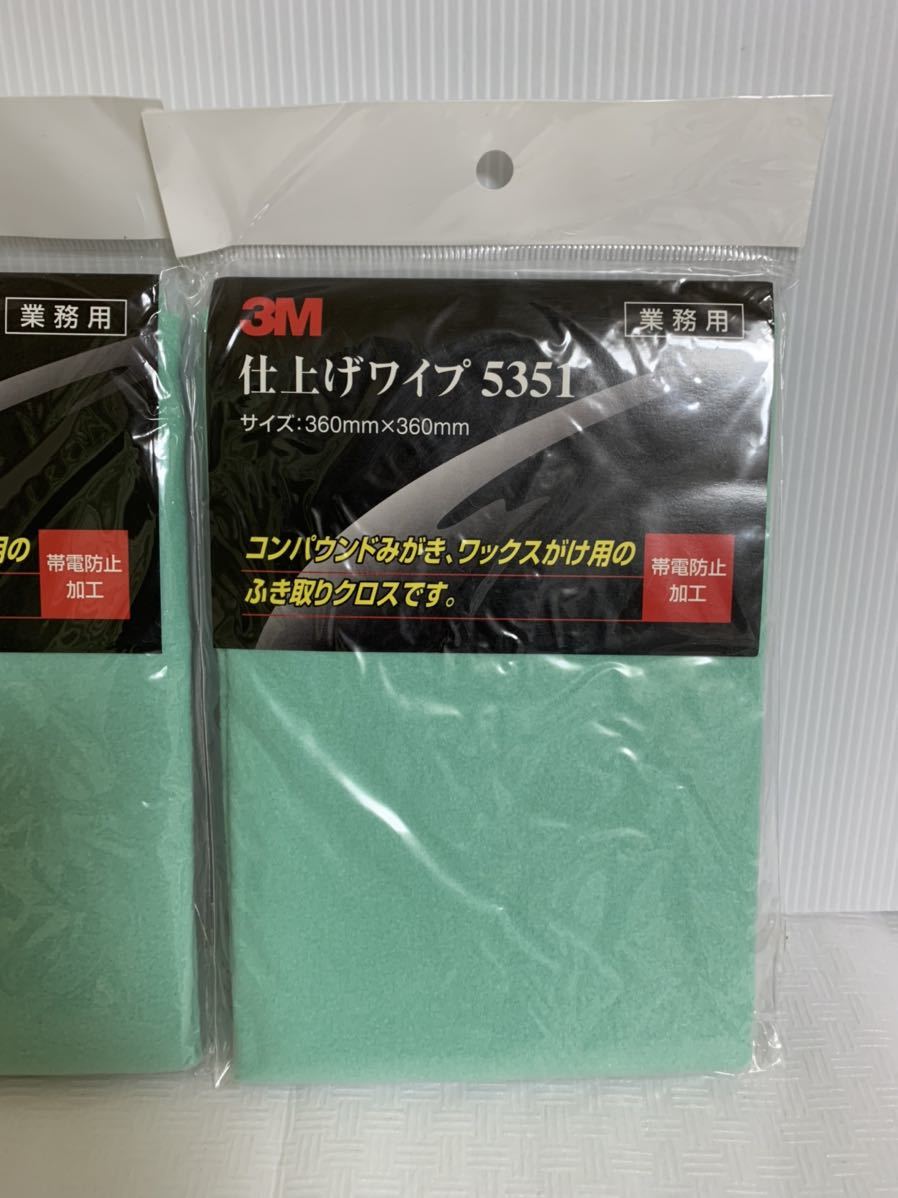 業務用
用の
帯電防止
加工
3M
業務用
仕上げワイプ 5351
サイズ:360mm×360mm
コンパウンドみがき、ワックスがけ用の
ふき取りクロスです。
帯電防止
加工